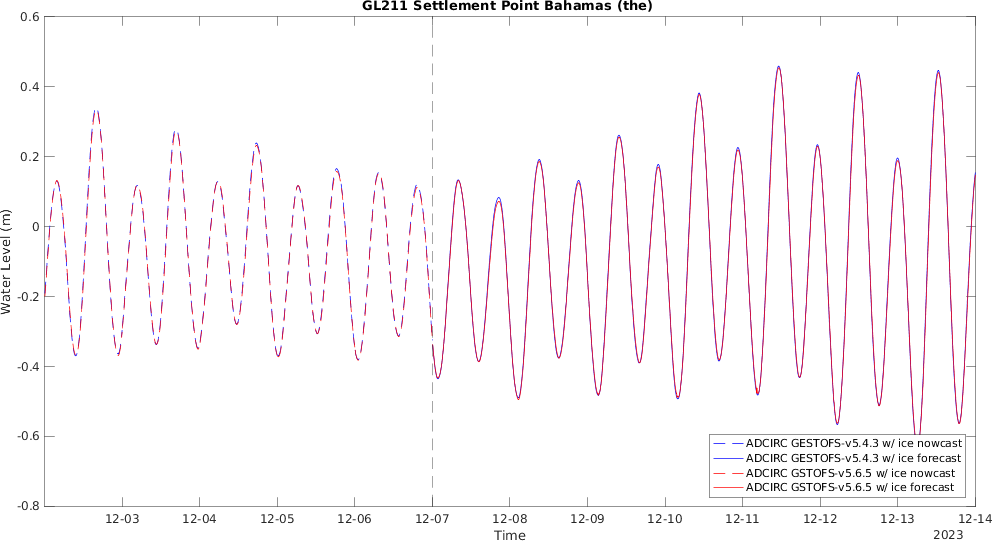 GL211 Settlement Point Bahamas (the)
0.6
0.4
0.2
0
-0.2
-0.4
-0.6
-0.8
Water Level (m)
ADCIRC GESTOFS-v5.4.3 w/ ice nowcast
ADCIRC GESTOFS-v5.4.3 w/ ice forecast
ADCIRC GSTOFS-v5.6.5 w/ ice nowcast
ADCIRC GSTOFS-v5.6.5 w/ ice forecast
12-03 12-04 12-05 12-06 12-07 12-08 12-09 12-10 12-11 12-12 12-13 12-14
Time
2023